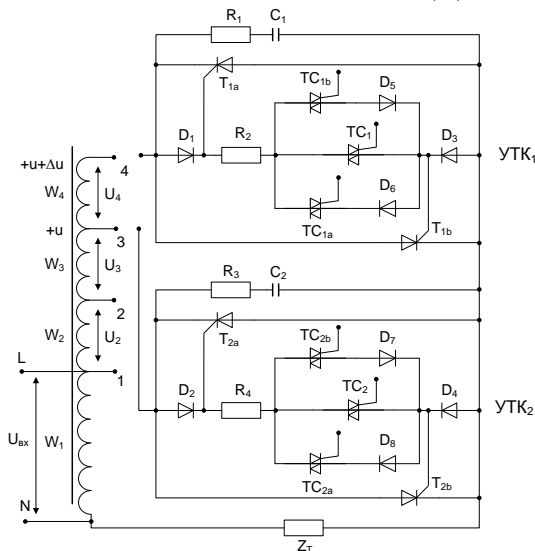 R₁
C₁
T₁ₐ
TC₁b
D₅
D₁
R₂
TC₁
D₃
УТК₁
D₆
TC₁ₐ
T₁b
+u+Δu
4
W₄
U₄
+u
3
W₃
U₃
2
W₂
U₂
L
1
Uвх
W₁
N
R₃
C₂
T₂ₐ
TC₂b
D₇
D₂
R₄
TC₂
D₄
УТК₂
D₈
TC₂ₐ
T₂b
Zт